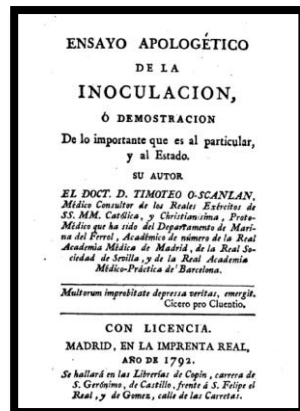 ENSAYO APOLOGÉTICO
DE LA
INOCULACION,
Ó DEMOSTRACION
De lo importante que es al particular,
y al Estado.
SU AUTOR
EL DOCT. D. TIMOTEO O-SCANLAN,
Médico Consultor de los Reales Exércitos de
SS. MM. Católica, y Christianísima, Proto-
Médico que ha sido del Departamento de Mari-
na del Ferrol, Académico de número de la Real
Academia Médica de Madrid, de la Real So-
ciedad de Sevilla, y de la Real Academia
Médico-Práctica de Barcelona.
Multorum improbitate depressa veritas, emergit.
Cicero pro Cluentio.
CON LICENCIA.
MADRID, EN LA IMPRENTA REAL,
AÑO DE 1792.
Se hallará en las Librerías de Copin, carrera de
S. Gerónimo, de Castillo, frente á S. Felipe el
Real, y de Gomez, calle de las Carretas.